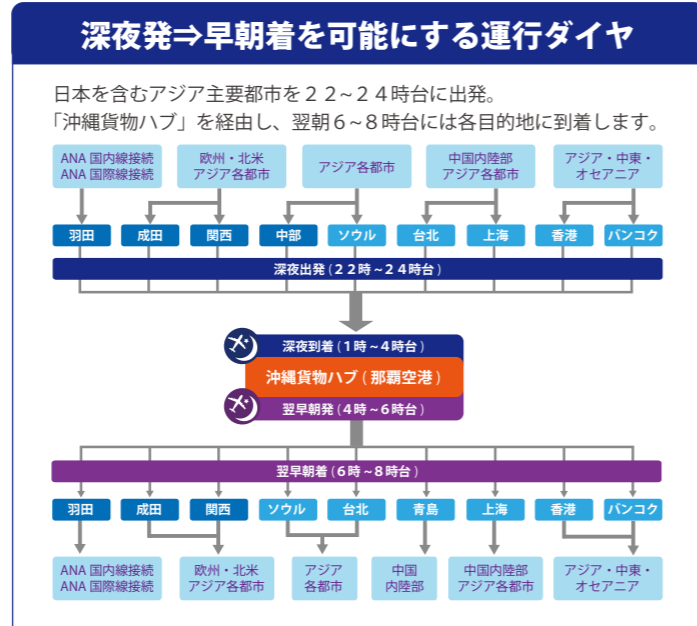 深夜発⇒早朝着を可能にする運行ダイヤ
日本を含むアジア主要都市を２２~２４時台に出発。
「沖縄貨物ハブ」を経由し、翌朝６~８時台には各目的地に到着します。
ANA 国内線接続
ANA 国際線接続
欧州・北米
アジア各都市
アジア各都市
中国内陸部
アジア各都市
アジア・中東・
オセアニア
羽田
成田
関西
中部
ソウル
台北
上海
香港
バンコク
深夜出発 ( ２２時 ~ ２４時台 )
深夜到着 ( １時 ~ ４時台 )
沖縄貨物ハブ ( 那覇空港 )
翌早朝発 ( ４時 ~ ６時台 )
翌早朝着 ( ６時 ~ ８時台 )
羽田
成田
関西
ソウル
台北
青島
上海
香港
バンコク
ANA 国内線接続
ANA 国際線接続
欧州・北米
アジア各都市
アジア
各都市
中国
内陸部
中国内陸部
アジア各都市
アジア・中東・
オセアニア